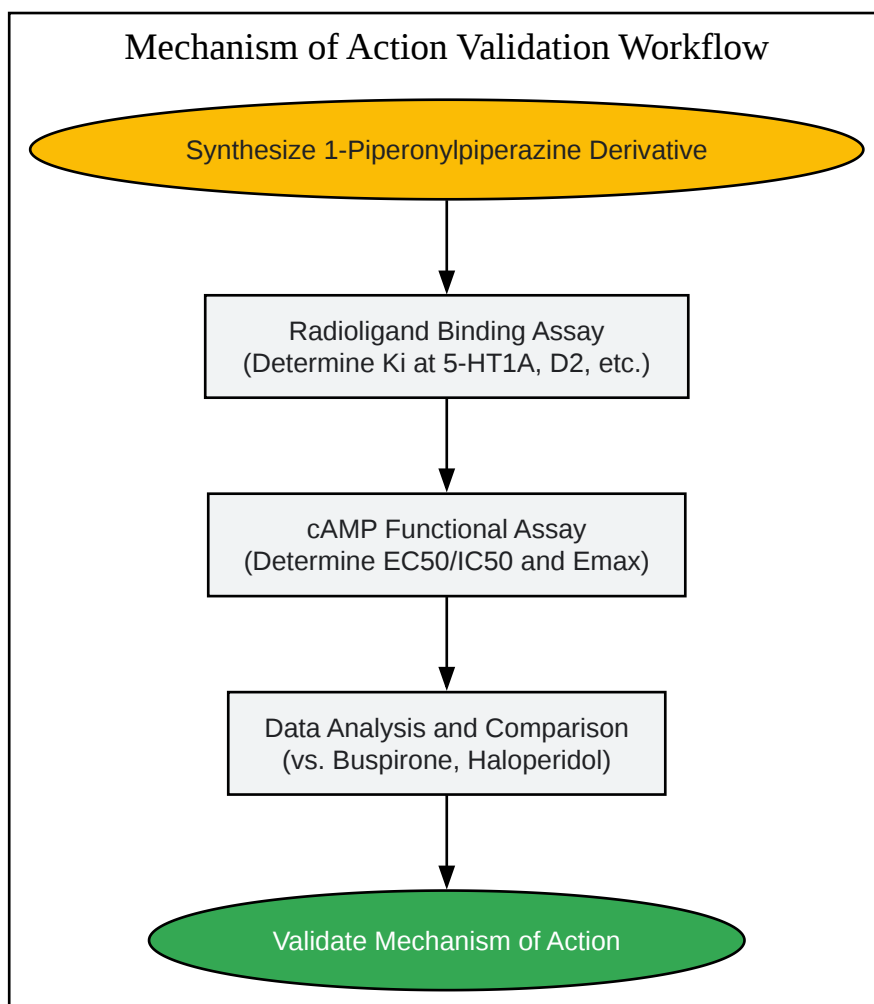 Mechanism of Action Validation Workflow
Synthesize 1-Piperonylpiperazine Derivative
Radioligand Binding Assay
(Determine Ki at 5-HT1A, D2, etc.)
cAMP Functional Assay
(Determine EC50/IC50 and Emax)
Data Analysis and Comparison
(vs. Buspirone, Haloperidol)
Validate Mechanism of Action